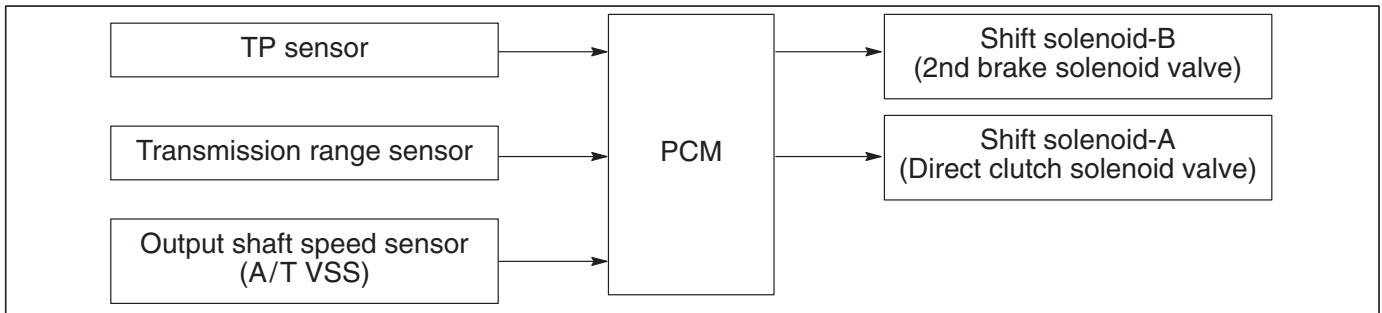 TP sensor
Transmission range sensor
Output shaft speed sensor
(A/T VSS)
PCM
Shift solenoid-B
(2nd brake solenoid valve)
Shift solenoid-A
(Direct clutch solenoid valve)